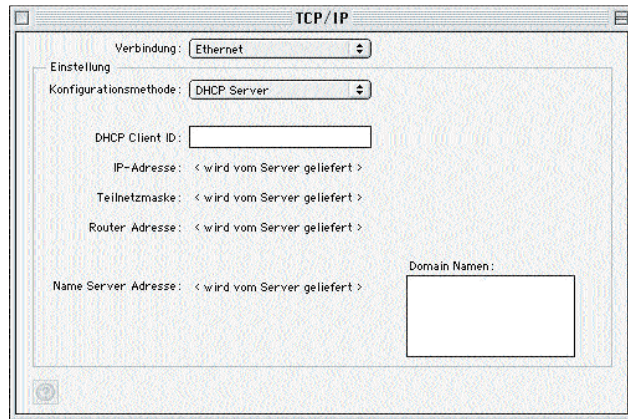 TCP/IP
Verbindung: Ethernet
Einstellung
Konfigurationsmethode: DHCP Server
DHCP Client ID:
IP-Adresse: < wird vom Server geliefert >
Teilnetzmaske: < wird vom Server geliefert >
Router Adresse: < wird vom Server geliefert >
Domain Namen:
Name Server Adresse: < wird vom Server geliefert >
?